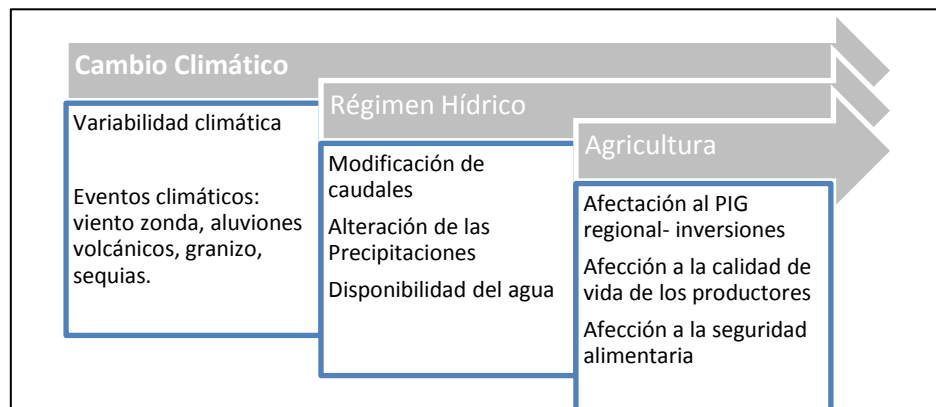 Cambio Climático
Variabilidad climática
Eventos climáticos:
viento zonda, aluviones
volcánicos, granizo,
sequias.
Régimen Hídrico
Modificación de
caudales
Alteración de las
Precipitaciones
Disponibilidad del agua
Agricultura
Afectación al PIG
regional- inversiones
Afección a la calidad de
vida de los productores
Afección a la seguridad
alimentaria